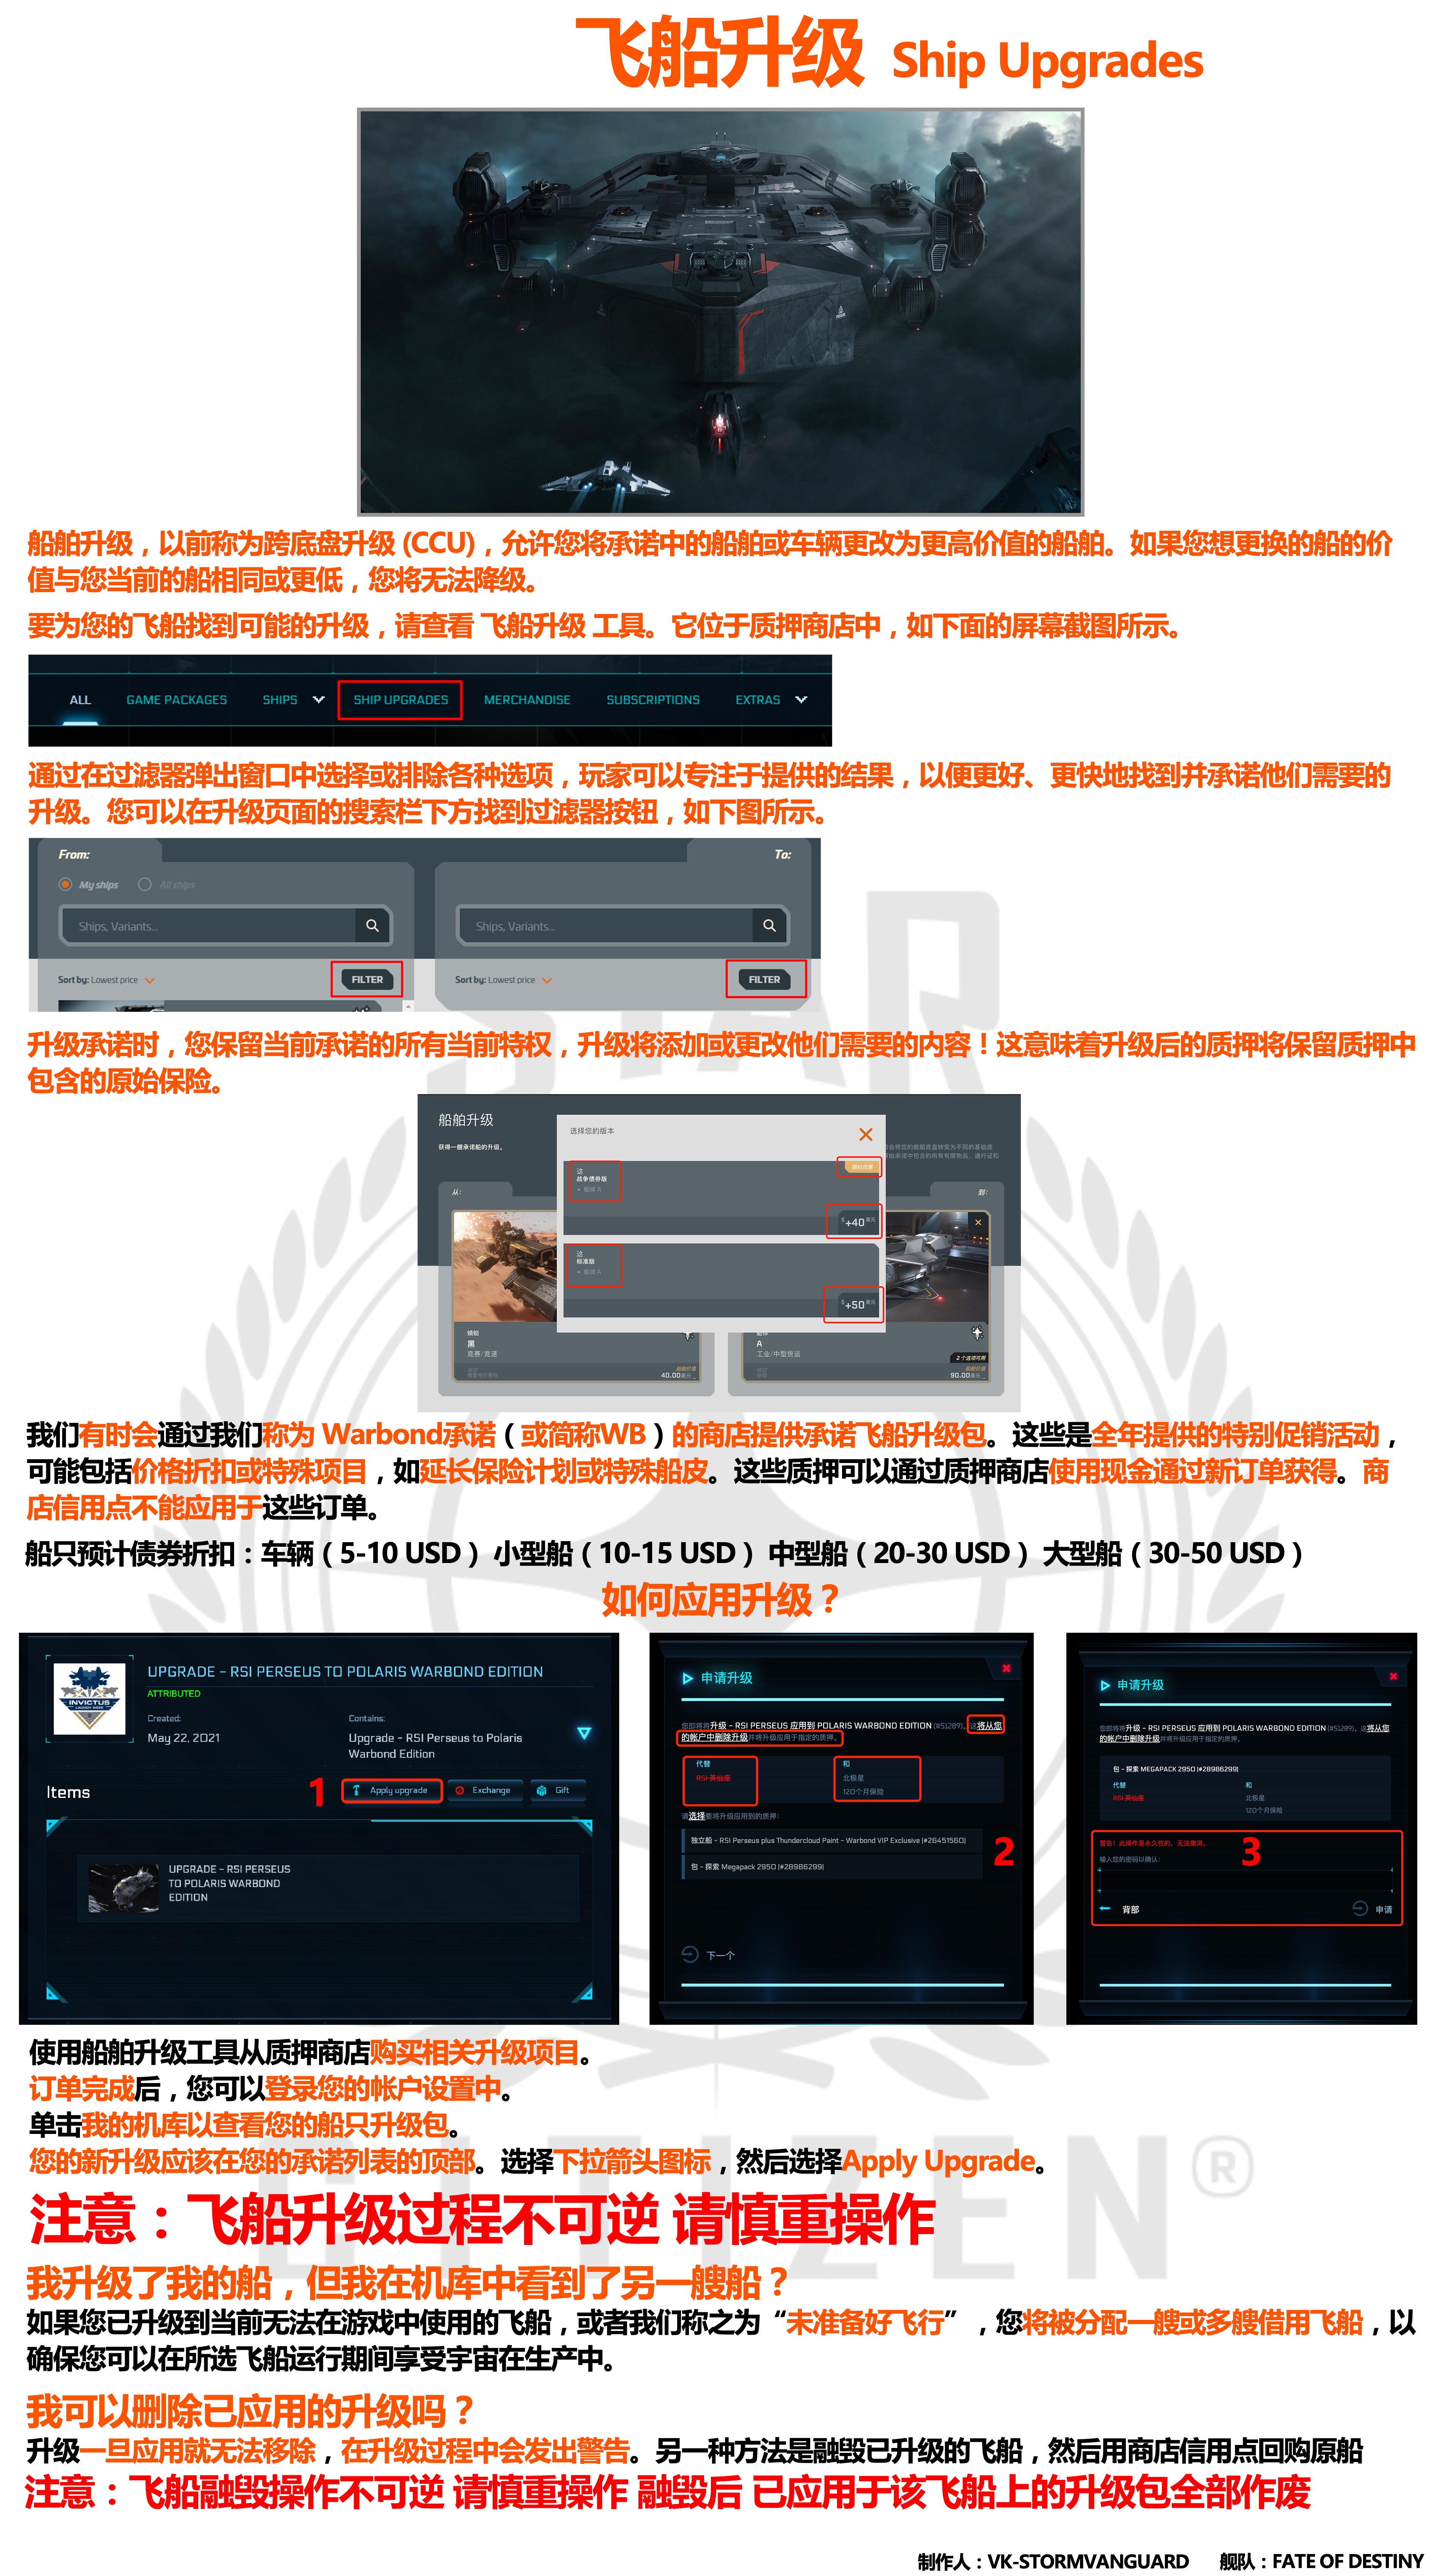 飞船升级 Ship Upgrades
船舶升级，以前称为跨底盘升级 (CCU)，允许您将承诺中的船舶或车辆更改为更高价值的船舶。如果您想更换的船的价
值与您当前的船相同或更低，您将无法降级。
要为您的飞船找到可能的升级，请查看 飞船升级 工具。它位于质押商店中，如下面的屏幕截图所示。
ALL GAME PACKAGES SHIPS SHIP UPGRADES MERCHANDISE SUBSCRIPTIONS EXTRAS
通过在过滤器弹出窗口中选择或排除各种选项，玩家可以专注于提供的结果，以便更好、更快地找到并承诺他们需要的
升级。您可以在升级页面的搜索栏下方找到过滤器按钮，如下图所示。
From: To:
My ships All ships
Ships, Variants... Ships, Variants...
Sort by: Lowest price FILTER Sort by: Lowest price FILTER
STAR
升级承诺时，您保留当前承诺的所有当前特权，升级将添加或更改他们需要的内容！这意味着升级后的质押将保留质押中
包含的原始保险。
船舶升级
选择您的版本
获得一艘承诺船的升级。
这
战争债券版
船体 A
从: 到:
$ +40 美元
这
标准版
船体 A
$ +50 美元
蜻蜓
黑 A
竞赛/竞速 工业/中型货运
2 个选项可用
船舶价值 船舶价值
40.00美元 90.00美元
我们有时会通过我们称为 Warbond承诺（或简称WB）的商店提供承诺飞船升级包。这些是全年提供的特别促销活动，
可能包括价格折扣或特殊项目，如延长保险计划或特殊船皮。这些质押可以通过质押商店使用现金通过新订单获得。商
店信用点不能应用于这些订单。
船只预计债券折扣：车辆（5-10 USD） 小型船（10-15 USD） 中型船（20-30 USD） 大型船（30-50 USD）
如何应用升级？
INVICTUS
LAUNCH WEEK
UPGRADE - RSI PERSEUS TO POLARIS WARBOND EDITION
ATTRIBUTED
Created: Contains:
May 22, 2021 Upgrade - RSI Perseus to Polaris
Warbond Edition
Items 1 Apply upgrade Exchange Gift
UPGRADE - RSI PERSEUS
TO POLARIS WARBOND
EDITION
申请升级
您即将将升级 - RSI PERSEUS 应用到 POLARIS WARBOND EDITION (#51289)，这将从您
的帐户中删除升级并将升级应用于指定的质押。
代替 和
RSI 英仙座 北极星
120个月保险
请选择要将升级应用到的质押：
独立船 - RSI Perseus plus Thundercloud Paint - Warbond VIP Exclusive (#26451560)
包 - 探索 Megapack 2950 (#28986299)
2
下一个
申请升级
您即将将升级 - RSI PERSEUS 应用到 POLARIS WARBOND EDITION (#51289)，这将从您
的帐户中删除升级并将升级应用于指定的质押。
包 - 探索 MEGAPACK 2950 (#28986299)
代替 和
RSI 英仙座 北极星
120个月保险
警告！此操作是永久性的，无法撤消。
输入您的密码以确认：
3
背部 申请
使用船舶升级工具从质押商店购买相关升级项目。
订单完成后，您可以登录您的帐户设置中。
单击我的机库以查看您的船只升级包。
您的新升级应该在您的承诺列表的顶部。选择下拉箭头图标，然后选择Apply Upgrade。
CITIZEN®
注意：飞船升级过程不可逆 请慎重操作
我升级了我的船，但我在机库中看到了另一艘船？
如果您已升级到当前无法在游戏中使用的飞船，或者我们称之为“未准备好飞行”，您将被分配一艘或多艘借用飞船，以
确保您可以在所选飞船运行期间享受宇宙在生产中。
我可以删除已应用的升级吗？
升级一旦应用就无法移除，在升级过程中会发出警告。另一种方法是融毁已升级的飞船，然后用商店信用点回购原船
注意：飞船融毁操作不可逆 请慎重操作 融毁后 已应用于该飞船上的升级包全部作废
制作人：VK-STORMVANGUARD 舰队：FATE OF DESTINY